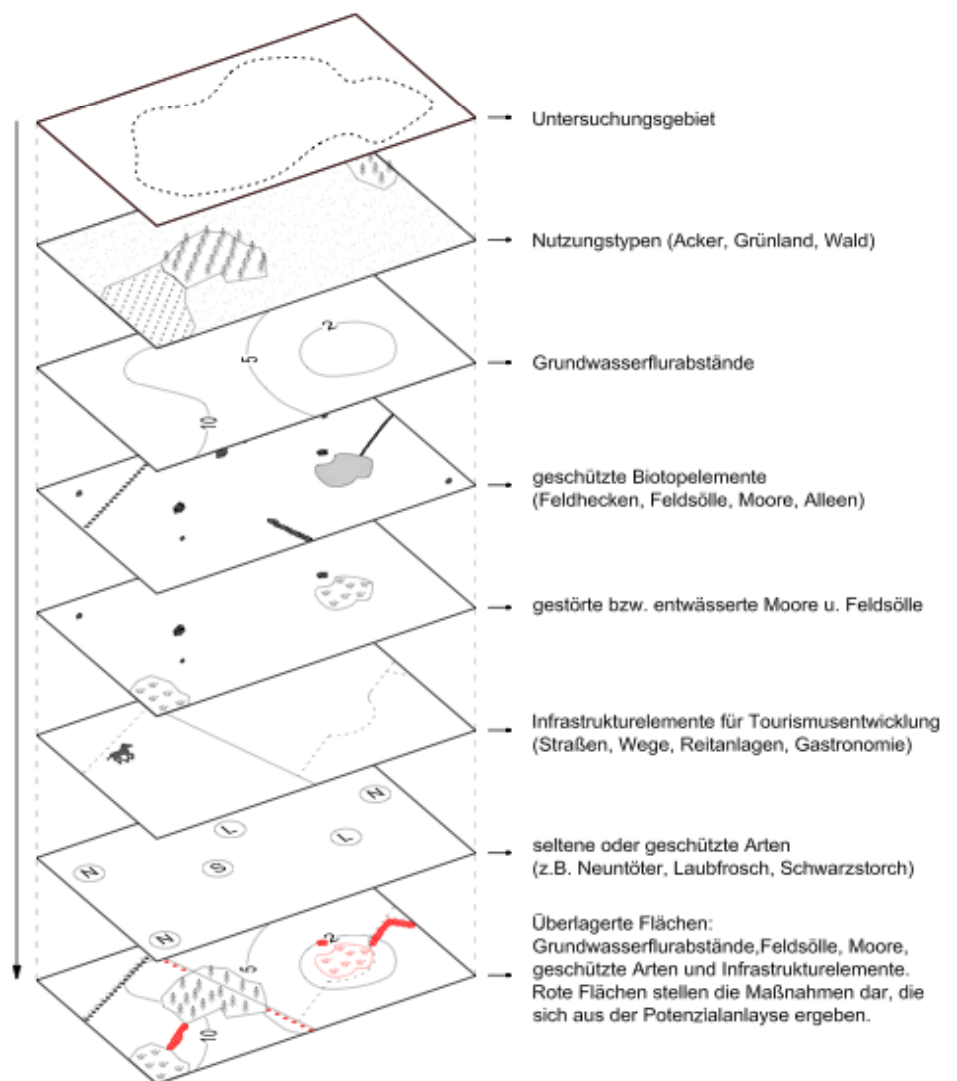 Untersuchungsgebiet
Nutzungstypen (Acker, Grünland, Wald)
2
5
10
Grundwasserflurabstände
geschützte Biotopelemente
(Feldhecken, Feldsölle, Moore, Alleen)
gestörte bzw. entwässerte Moore u. Feldsölle
Infrastrukturelemente für Tourismusentwicklung
(Straßen, Wege, Reitanlagen, Gastronomie)
N
L
L
N
S
N
seltene oder geschützte Arten
(z.B. Neuntöter, Laubfrosch, Schwarzstorch)
2
5
10
Überlagerte Flächen:
Grundwasserflurabstände,Feldsölle, Moore,
geschützte Arten und Infrastrukturelemente.
Rote Flächen stellen die Maßnahmen dar, die
sich aus der Potenzialanlayse ergeben.